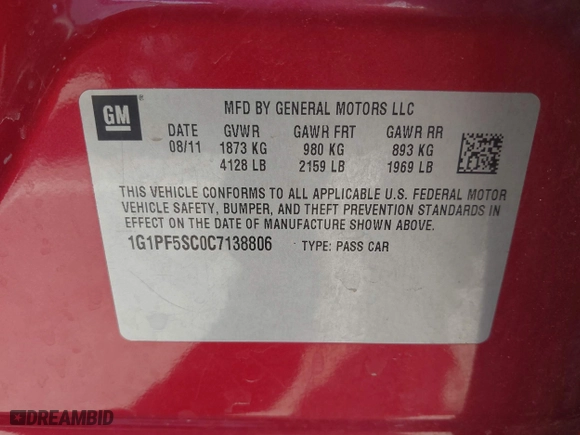 GM ®
MFD BY GENERAL MOTORS LLC
DATE GVWR GAWR FRT GAWR RR
08/11 1873 KG 980 KG 893 KG
4128 LB 2159 LB 1969 LB
THIS VEHICLE CONFORMS TO ALL APPLICABLE U.S. FEDERAL MOTOR
VEHICLE SAFETY, BUMPER, AND THEFT PREVENTION STANDARDS IN
EFFECT ON THE DATE OF MANUFACTURE SHOWN ABOVE.
1G1PF5SC0C7138806 TYPE: PASS CAR
DREAMBID